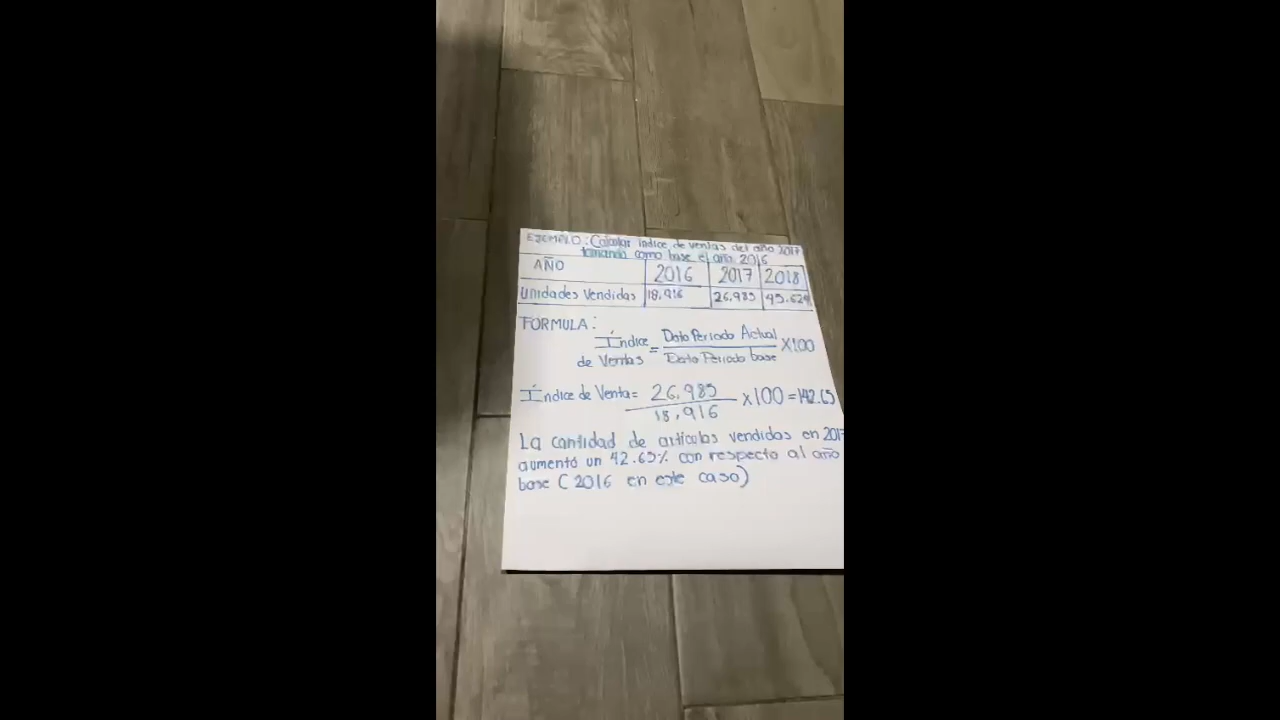 EJEMPLO: Calcular índice de ventas del año 2017
tomando como base el año 2016
AÑO 2016 2017 2018
Unidades Vendidas 18,916 26,985 45.624
FORMULA:
Índice de Ventas = Dato Periodo Actual / Dato Periodo base X100
Índice de Venta = 26,985 / 18,916 X100 = 142.65
La cantidad de artículos vendidos en 2017
aumentó un 42.65% con respecto al año
base (2016 en este caso)